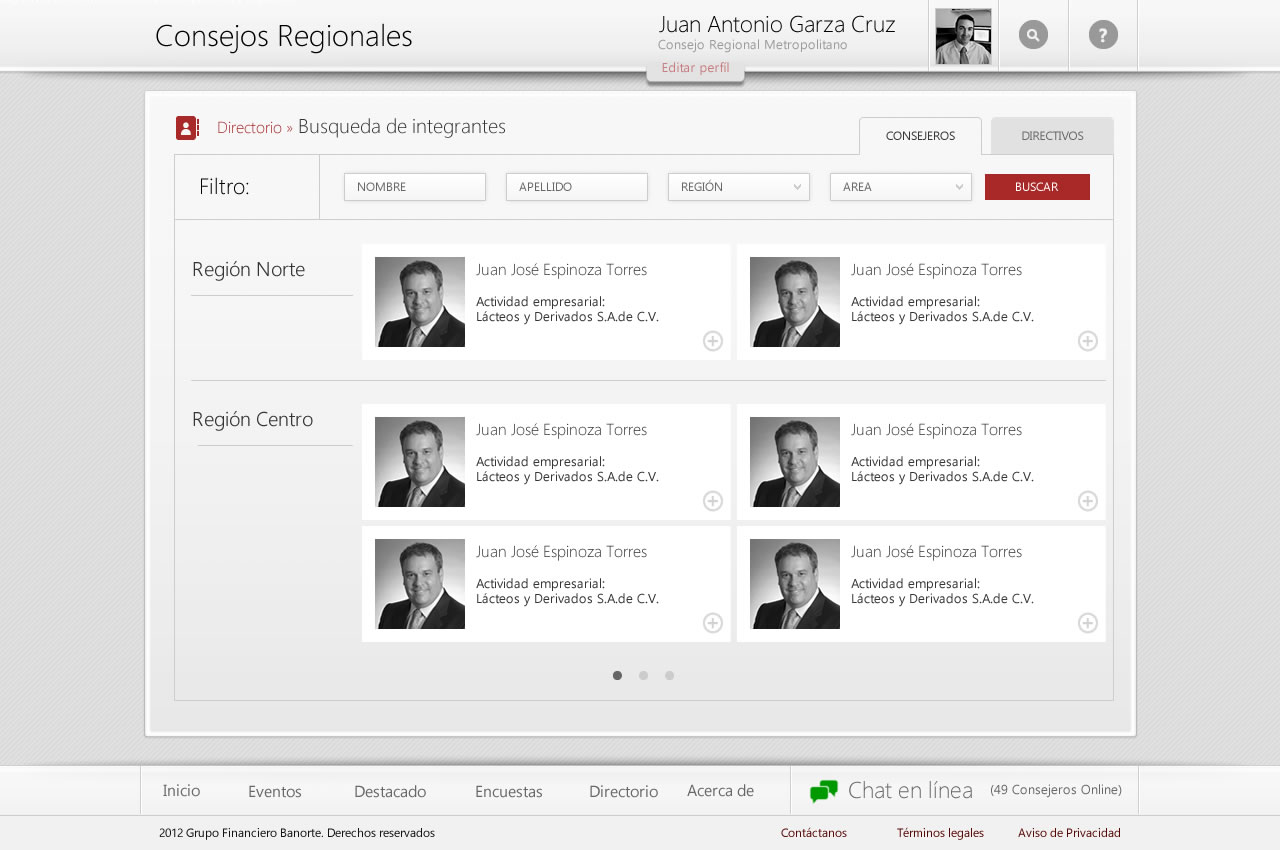 Consejos Regionales
Juan Antonio Garza Cruz
Consejo Regional Metropolitano
Editar perfil
?
Directorio » Busqueda de integrantes
CONSEJEROS
DIRECTIVOS
Filtro:
NOMBRE
APELLIDO
REGIÓN
AREA
BUSCAR
Región Norte
Juan José Espinoza Torres
Actividad empresarial:
Lácteos y Derivados S.A.de C.V.
Juan José Espinoza Torres
Actividad empresarial:
Lácteos y Derivados S.A.de C.V.
Región Centro
Juan José Espinoza Torres
Actividad empresarial:
Lácteos y Derivados S.A.de C.V.
Juan José Espinoza Torres
Actividad empresarial:
Lácteos y Derivados S.A.de C.V.
Juan José Espinoza Torres
Actividad empresarial:
Lácteos y Derivados S.A.de C.V.
Juan José Espinoza Torres
Actividad empresarial:
Lácteos y Derivados S.A.de C.V.
Inicio
Eventos
Destacado
Encuestas
Directorio
Acerca de
Chat en línea
(49 Consejeros Online)
2012 Grupo Financiero Banorte. Derechos reservados
Contáctanos
Términos legales
Aviso de Privacidad